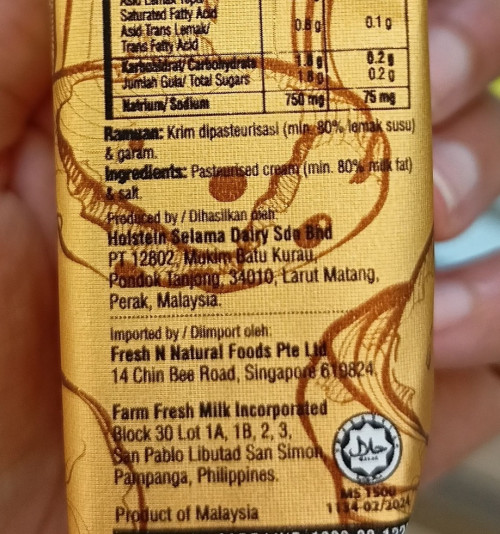 Saturated Fatty Acid
Asid Trans Lemak/ 0.8 g 0.1 g
Trans Fatty Acid
Karbohidrat/ Carbohydrate 1.8 g 0.2 g
Jumlah Gula/ Total Sugars 1.8 g 0.2 g
Natrium/ Sodium 750 mg 75 mg
Ramuan: Krim dipasteurisasi (min. 80% lemak susu)
& garam.
Ingredients: Pasteurised cream (min. 80% milk fat)
& salt.
Produced by / Dihasilkan oleh:
Holstein Selama Dairy Sdn Bhd
PT 12802, Mukim Batu Kurau,
Pondok Tanjong, 34010, Larut Matang,
Perak, Malaysia.
Imported by / Diimport oleh:
Fresh N Natural Foods Pte Ltd
14 Chin Bee Road, Singapore 619824.
Farm Fresh Milk Incorporated
Block 30 Lot 1A, 1B, 2, 3,
San Pablo Libutad San Simon,
Pampanga, Philippines.
حلال
MS 1500
1134-02/2024
Product of Malaysia